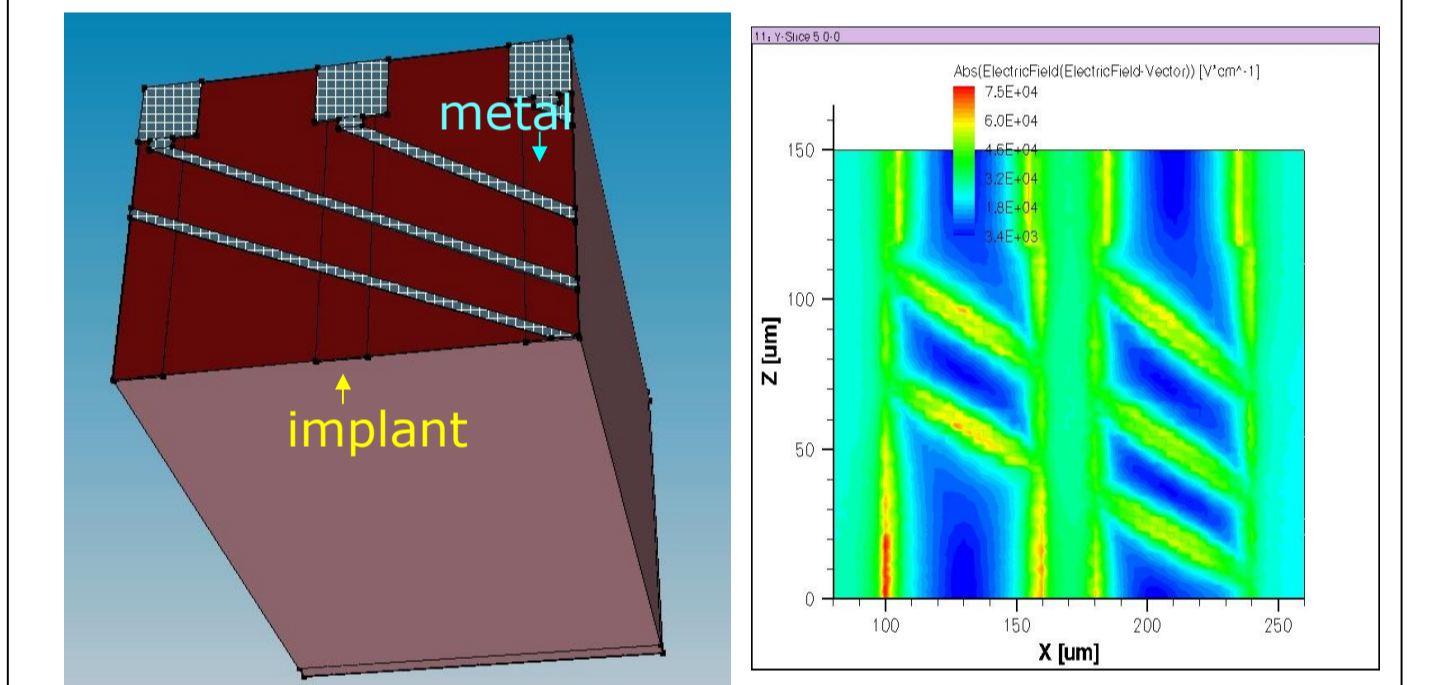 metal
implant
11: Y-Slice 5 0-0
Abs(ElectricField(ElectricField-Vector)) [V*cm^-1]
7.5E+04
6.0E+04
4.6E+04
3.2E+04
1.8E+04
3.4E+03
150
100
50
0
Z [um]
100
150
200
250
X [um]